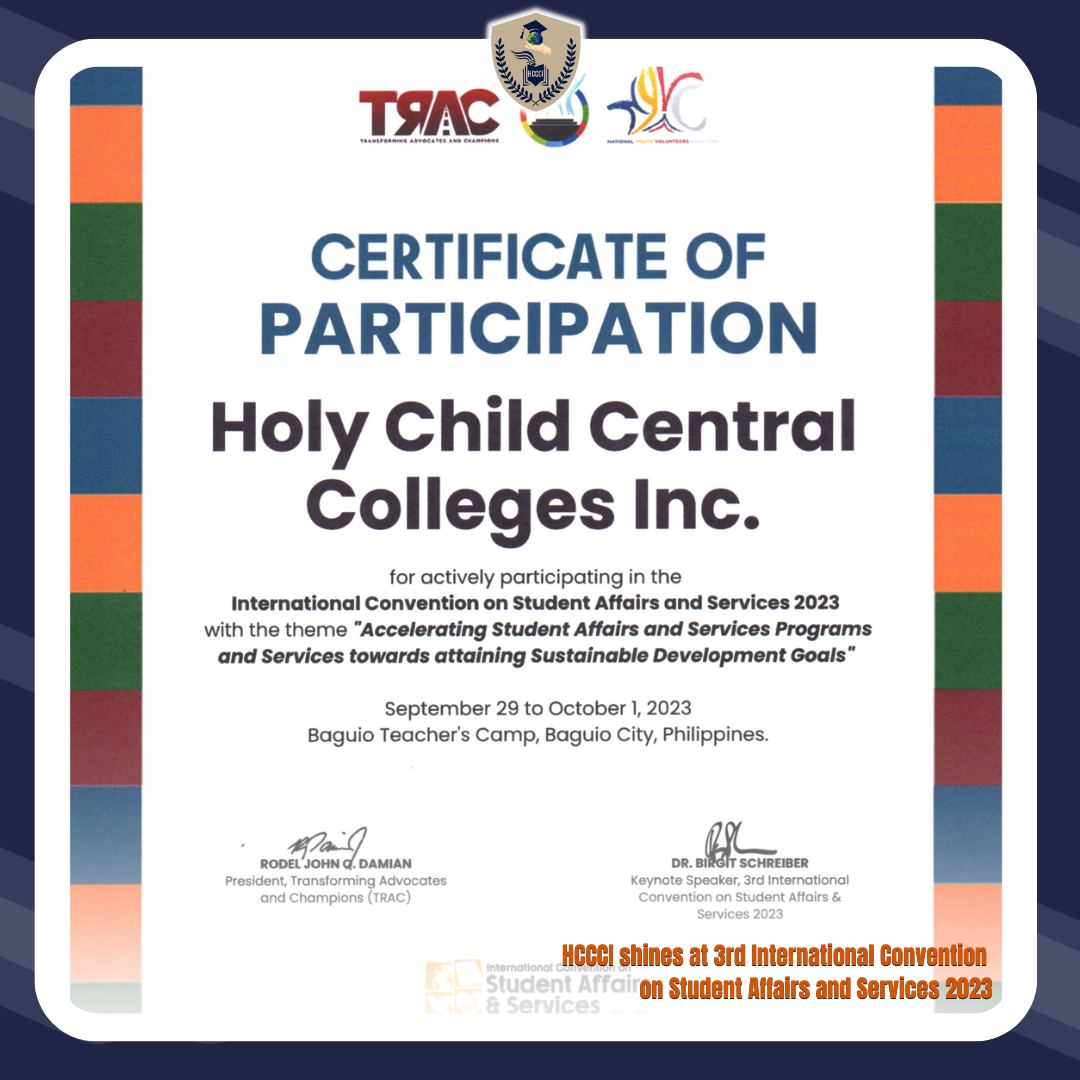 HCCCI
TRAC
TRANSFORMING ADVOCATES AND CHAMPIONS
NYVC
NATIONAL YOUTH VOLUNTEERS COALITION
CERTIFICATE OF
PARTICIPATION
Holy Child Central
Colleges Inc.
for actively participating in the
International Convention on Student Affairs and Services 2023
with the theme "Accelerating Student Affairs and Services Programs
and Services towards attaining Sustainable Development Goals"
September 29 to October 1, 2023
Baguio Teacher's Camp, Baguio City, Philippines.
RODEL JOHN Q. DAMIAN
President, Transforming Advocates
and Champions (TRAC)
DR. BIRGIT SCHREIBER
Keynote Speaker, 3rd International
Convention on Student Affairs &
Services 2023
HCCCI shines at 3rd International Convention
on Student Affairs and Services 2023
International Convention on
Student Affairs
& Services